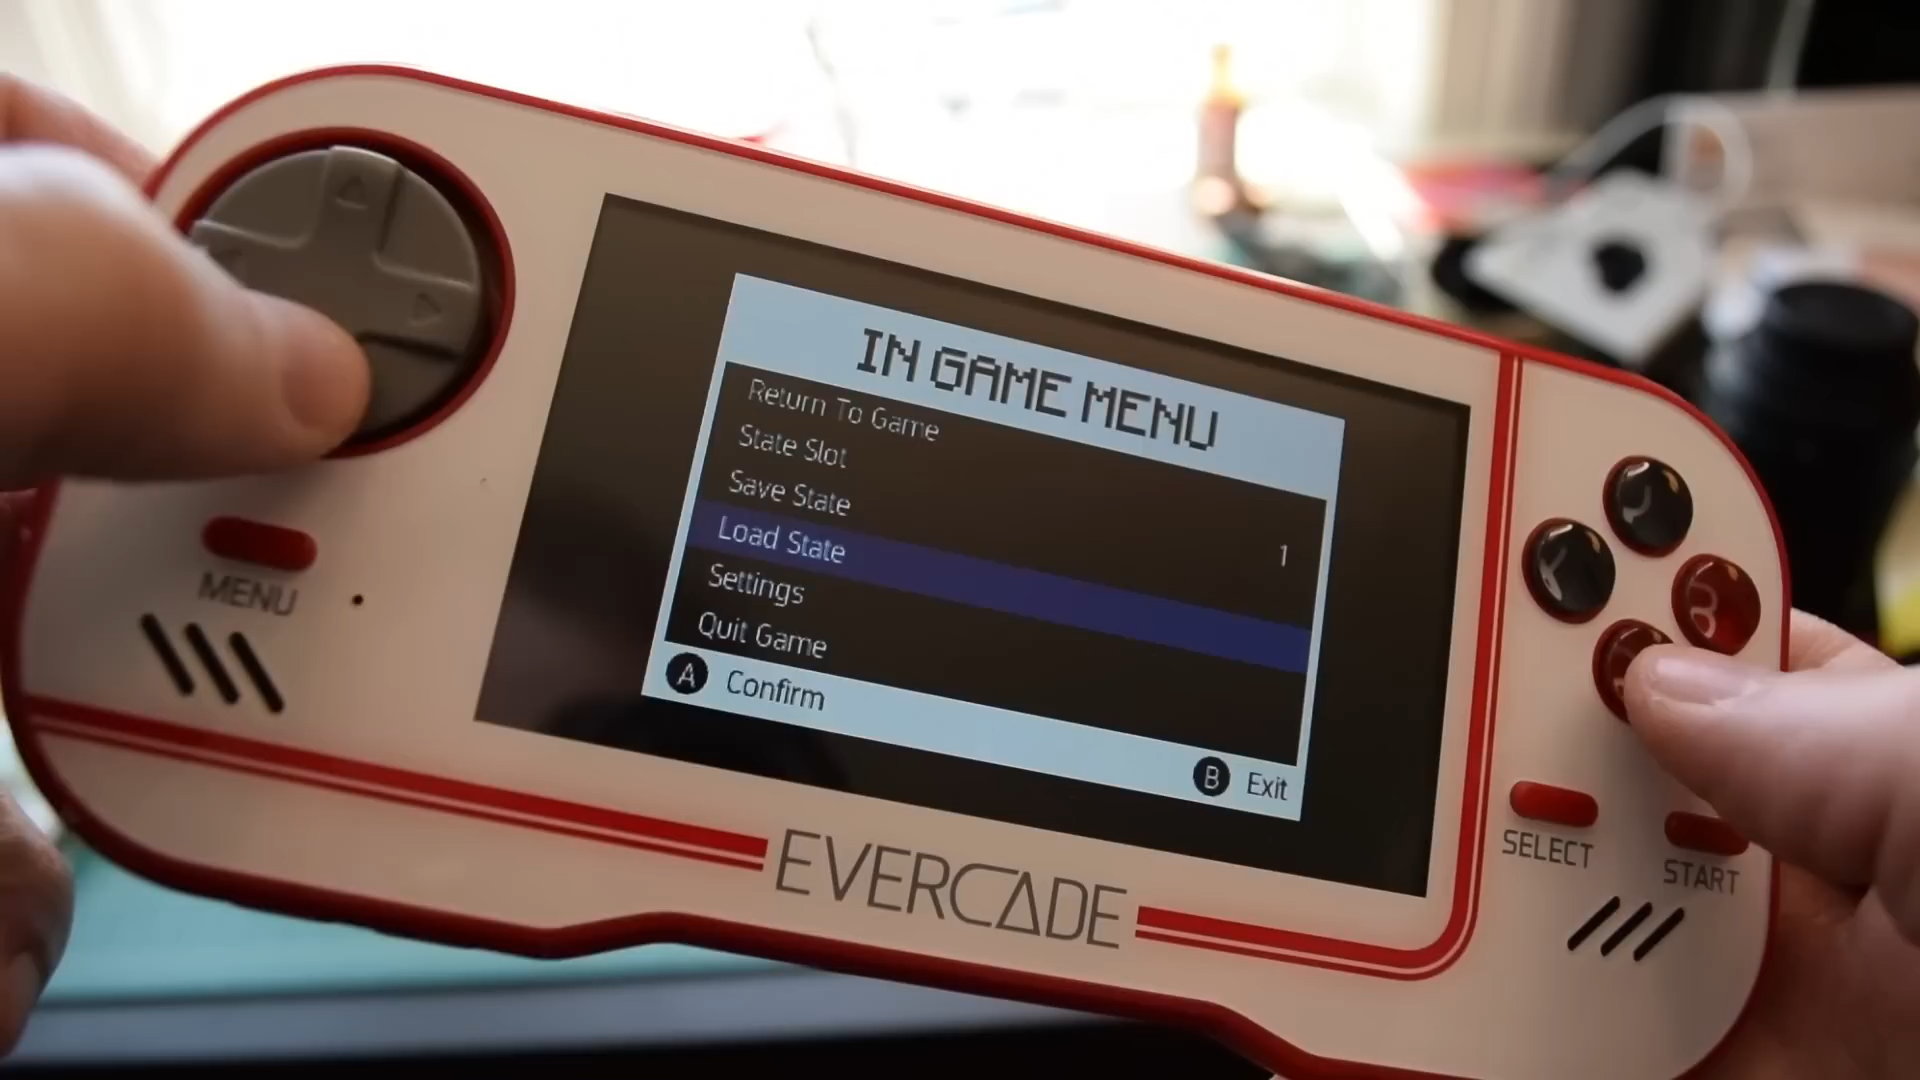 IN GAME MENU
Return To Game
State Slot 1
Save State
Load State
Settings
Quit Game
A Confirm
B Exit
MENU
Y
B
SELECT
START
EVERCADE